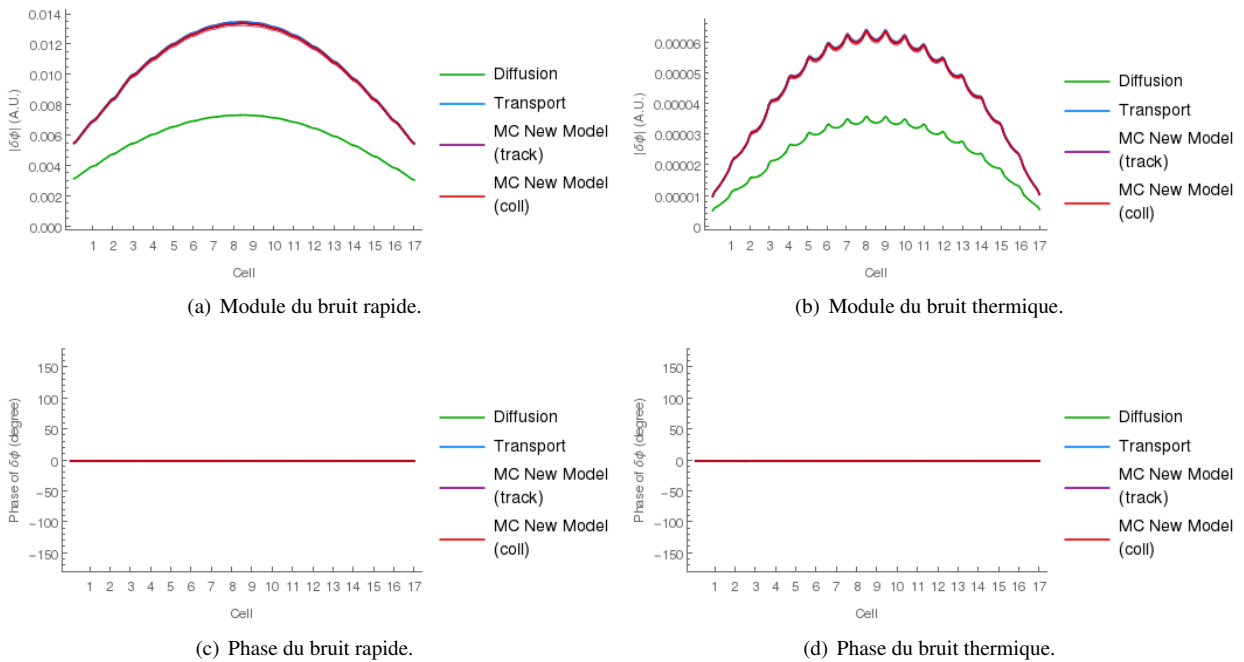 0.014
0.012
0.010
0.008
0.006
0.004
0.002
0.000
|δϕ| (A.U.)
1 2 3 4 5 6 7 8 9 10 11 12 13 14 15 16 17
Cell
Diffusion
Transport
MC New Model
(track)
MC New Model
(coll)
(a) Module du bruit rapide.
0.00006
0.00005
0.00004
0.00003
0.00002
0.00001
0
|δϕ| (A.U.)
1 2 3 4 5 6 7 8 9 10 11 12 13 14 15 16 17
Cell
Diffusion
Transport
MC New Model
(track)
MC New Model
(coll)
(b) Module du bruit thermique.
150
100
50
0
−50
−100
−150
Phase of δϕ (degree)
1 2 3 4 5 6 7 8 9 10 11 12 13 14 15 16 17
Cell
Diffusion
Transport
MC New Model
(track)
MC New Model
(coll)
(c) Phase du bruit rapide.
150
100
50
0
−50
−100
−150
Phase of δϕ (degree)
1 2 3 4 5 6 7 8 9 10 11 12 13 14 15 16 17
Cell
Diffusion
Transport
MC New Model
(track)
MC New Model
(coll)
(d) Phase du bruit thermique.